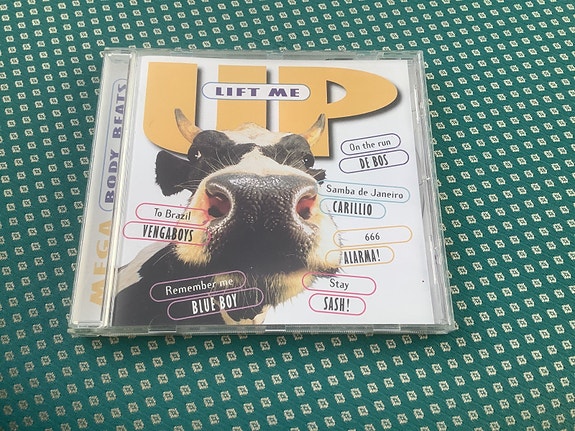 MEGA BODY BEATS
UP
LIFT ME
On the run
DE BOS
Samba de Janeiro
CARILLIO
To Brazil
VENGABOYS
666
ALARMA!
Remember me
BLUE BOY
Stay
SASH!